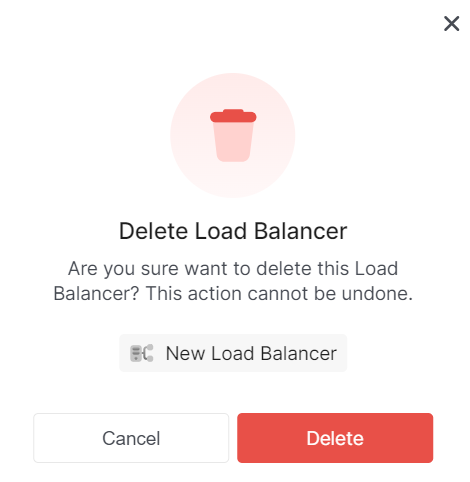 Delete Load Balancer
Are you sure want to delete this Load
Balancer? This action cannot be undone.
New Load Balancer
Cancel
Delete